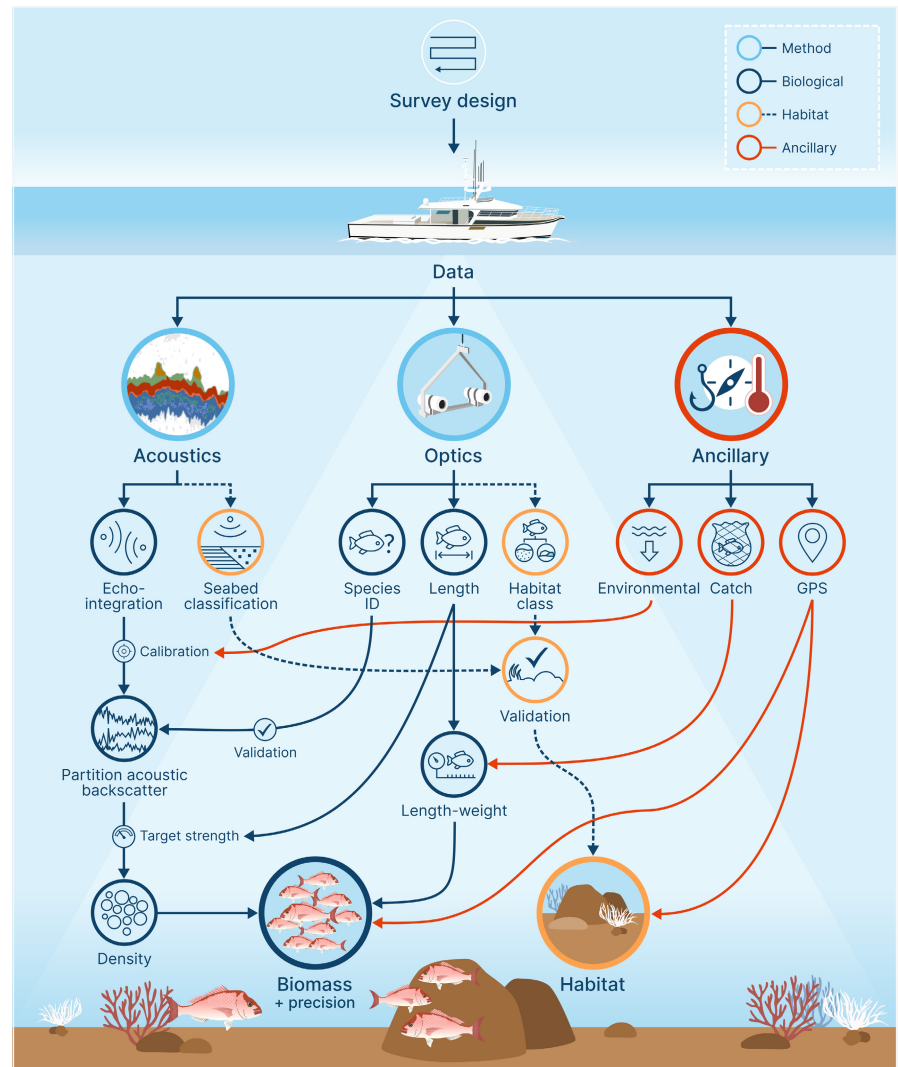 Survey design
Method
Biological
Habitat
Ancillary
Data
Acoustics
Optics
Ancillary
Echo-
integration
Seabed
classification
Species
ID
Length
Habitat
class
Environmental
Catch
GPS
?
Calibration
Validation
Validation
Partition acoustic
backscatter
Length-weight
Target strength
Density
Biomass
+ precision
Habitat